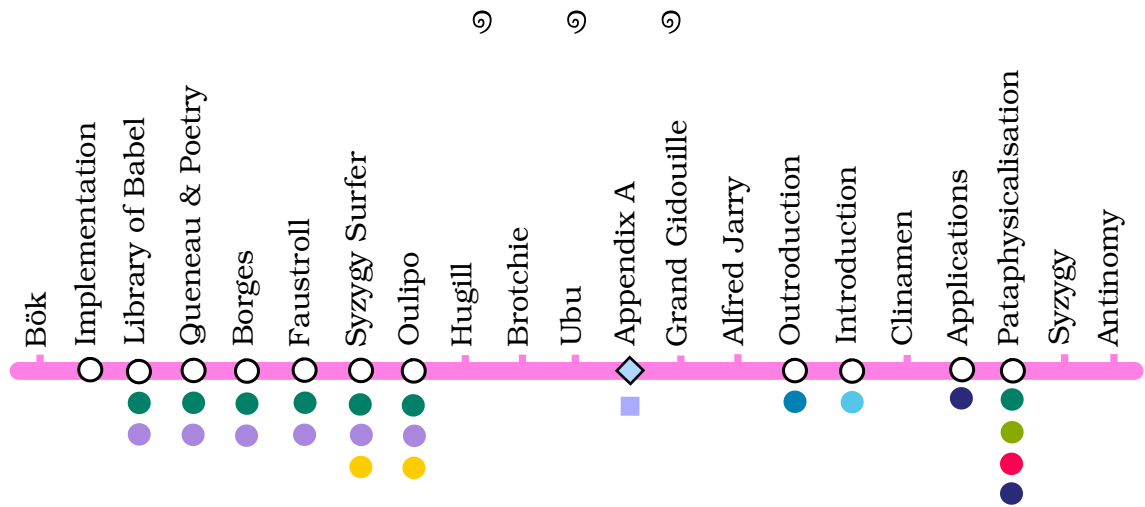 Bök
Implementation
Library of Babel
Queneau & Poetry
Borges
Faustroll
Syzygy Surfer
Oulipo
Hugill
Brotchie
Ubu
Appendix A
Grand Gidouille
Alfred Jarry
Outroduction
Introduction
Clinamen
Applications
Pataphysicalisation
Syzygy
Antinomy